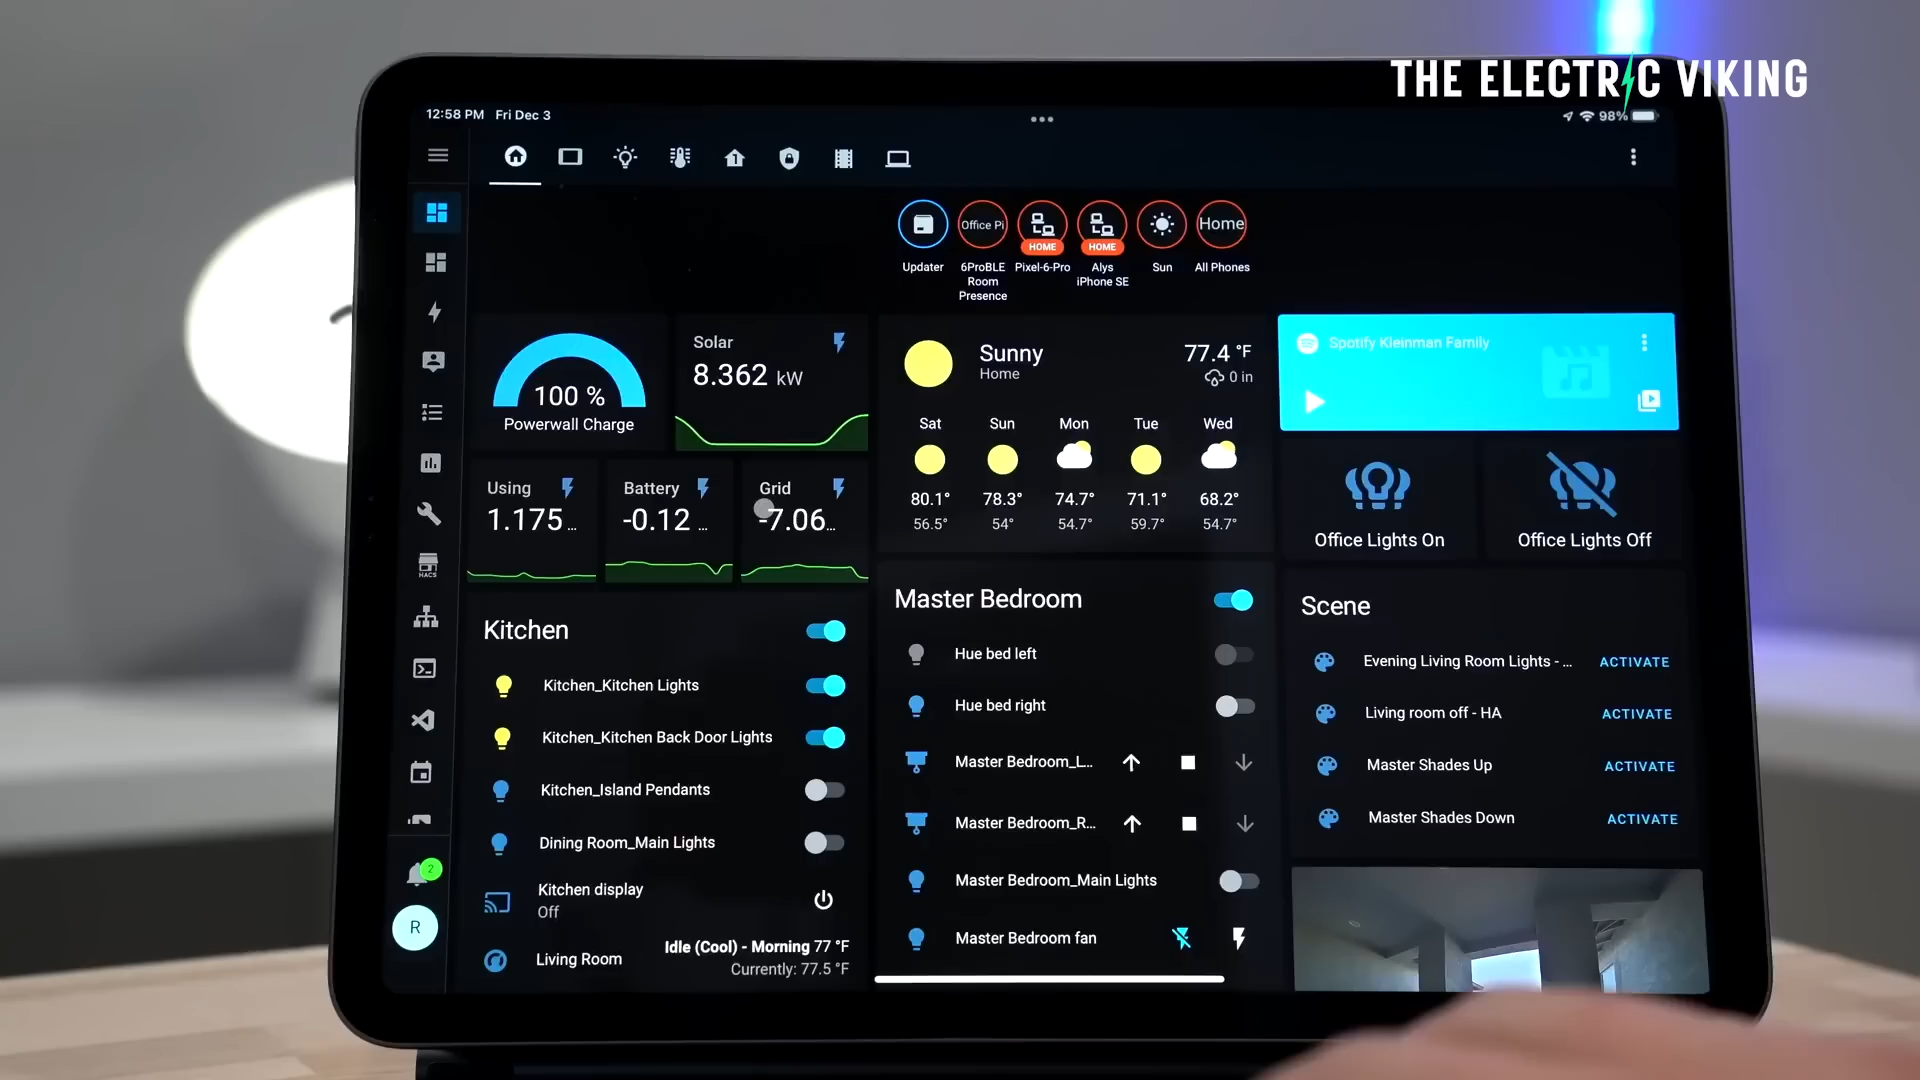 THE ELECTRIC VIKING
12:58 PM Fri Dec 3
98%
Updater
Office Pi
6ProBLE
Room
Presence
HOME
Pixel-6-Pro
HOME
Alys
iPhone SE
Sun
Home
All Phones
100 %
Powerwall Charge
Solar
8.362 kW
Using
1.175...
Battery
-0.12 ...
Grid
-7.06...
Sunny
Home
77.4 °F
0 in
Sat Sun Mon Tue Wed
80.1° 78.3° 74.7° 71.1° 68.2°
56.5° 54° 54.7° 59.7° 54.7°
Spotify Kleinman Family
Office Lights On
Office Lights Off
HACS
Kitchen
Kitchen_Kitchen Lights
Kitchen_Kitchen Back Door Lights
Kitchen_Island Pendants
Dining Room_Main Lights
Kitchen display
Off
Living Room
Idle (Cool) - Morning 77 °F
Currently: 77.5 °F
Master Bedroom
Hue bed left
Hue bed right
Master Bedroom_L...
Master Bedroom_R...
Master Bedroom_Main Lights
Master Bedroom fan
Scene
Evening Living Room Lights - ... ACTIVATE
Living room off - HA ACTIVATE
Master Shades Up ACTIVATE
Master Shades Down ACTIVATE
2
R